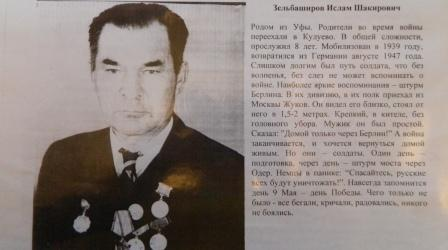 Зельбаширов Ислам Шакирович
Родом из Уфы. Родители во время войны
переехали в Кулуево. В общей сложности,
прослужил 8 лет. Мобилизован в 1939 году,
возвратился из Германии августе 1947 года.
Слишком долгим был путь солдата, что без
волненья, без слез не может вспоминать о
войне. Наиболее яркие воспоминания – штурм
Берлина. В их дивизию, в их полк приехал из
Москвы Жуков. Он видел его близко, стоял от
него в 1,5-2 метрах. Крепкий, в кителе, без
головного убора. Мужик он был простой.
Сказал: "Домой только через Берлин!" А война
заканчивается, и хочется вернуться домой
живым. Но они – солдаты. Один день –
подготовка, через день – штурм моста через
Одер. Немцы в панике: "Спасайтесь, русские
всех будут уничтожать!". Навсегда запомнится
день 9 Мая – день Победы. Чего только не
было - все бегали, кричали, радовались, никого
не боялись.